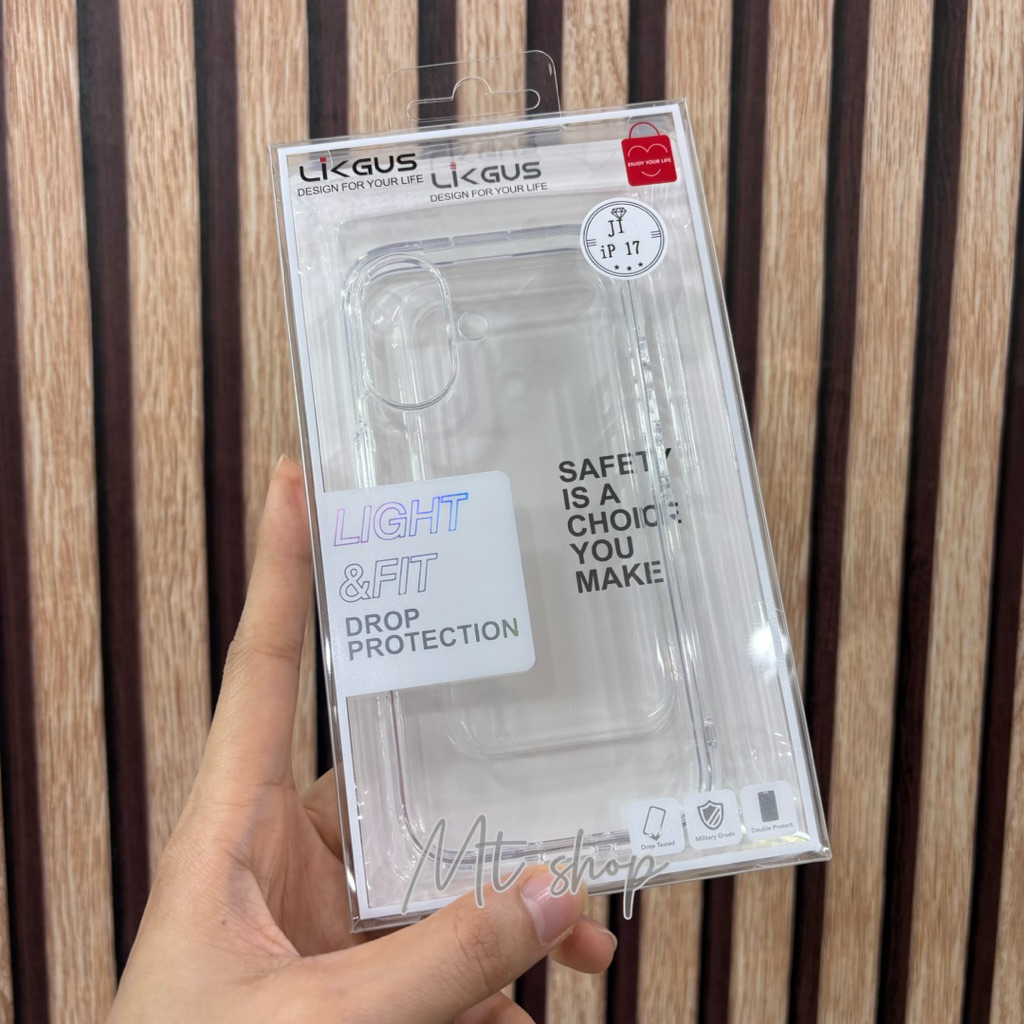 LIKGUS
DESIGN FOR YOUR LIFE
LIKGUS
DESIGN FOR YOUR LIFE
ENJOY YOUR LIFE
JI
iP 17
SAFETY
IS A
CHOICE
YOU
MAKE
LIGHT
&FIT
DROP
PROTECTION
Drop Tested
Military Grade
Double Protect
Mt shop